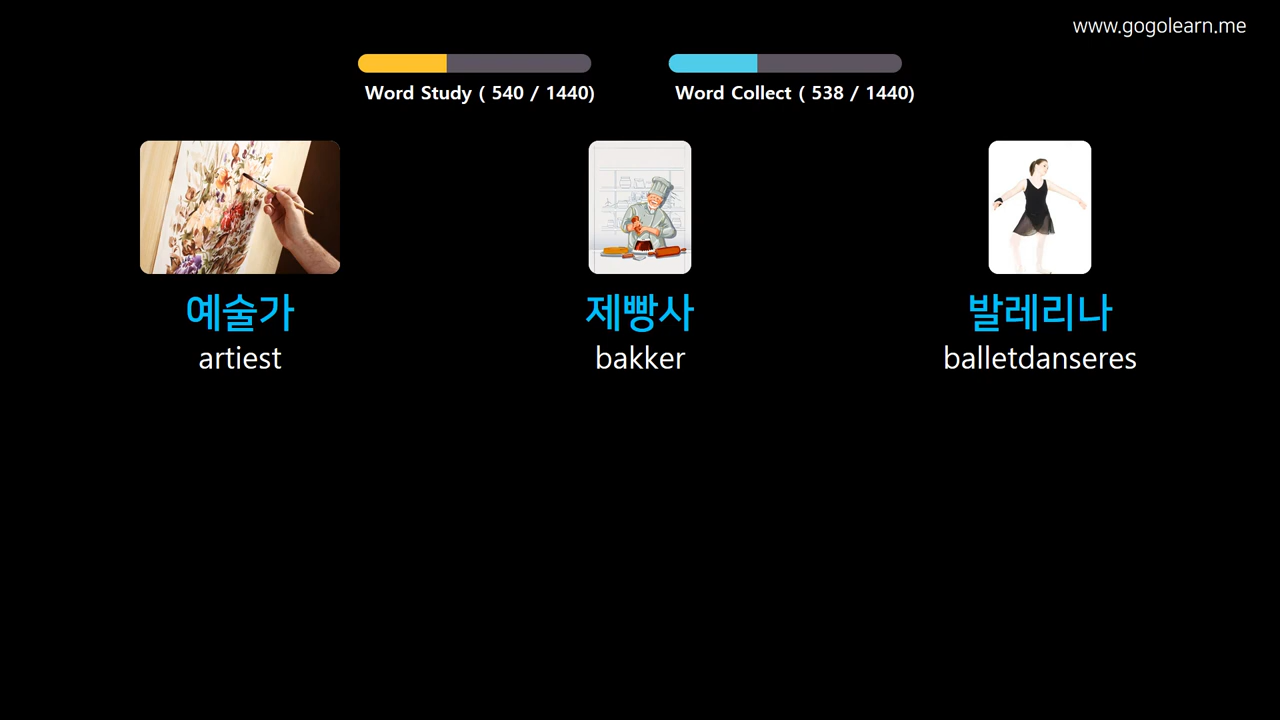 www.gogolearn.me
Word Study ( 540 / 1440)
Word Collect ( 538 / 1440)
예술가
제빵사
발레리나
artiest
bakker
balletdanseres